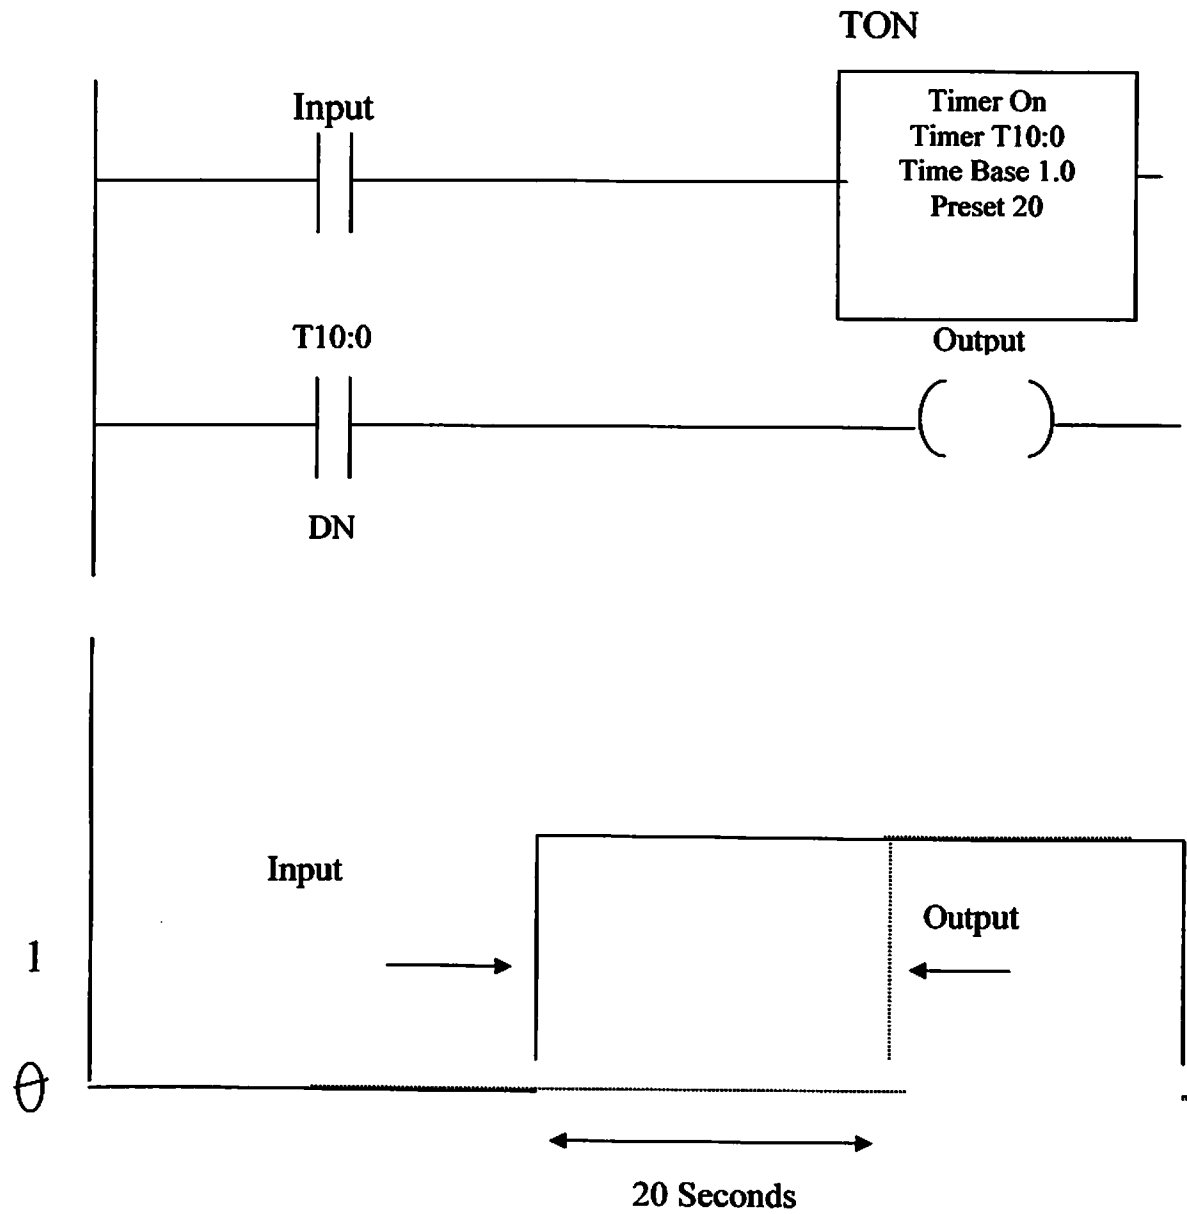 TON
Input
Timer On
Timer T10:0
Time Base 1.0
Preset 20
T10:0
Output
DN
Input
Output
1
0
20 Seconds